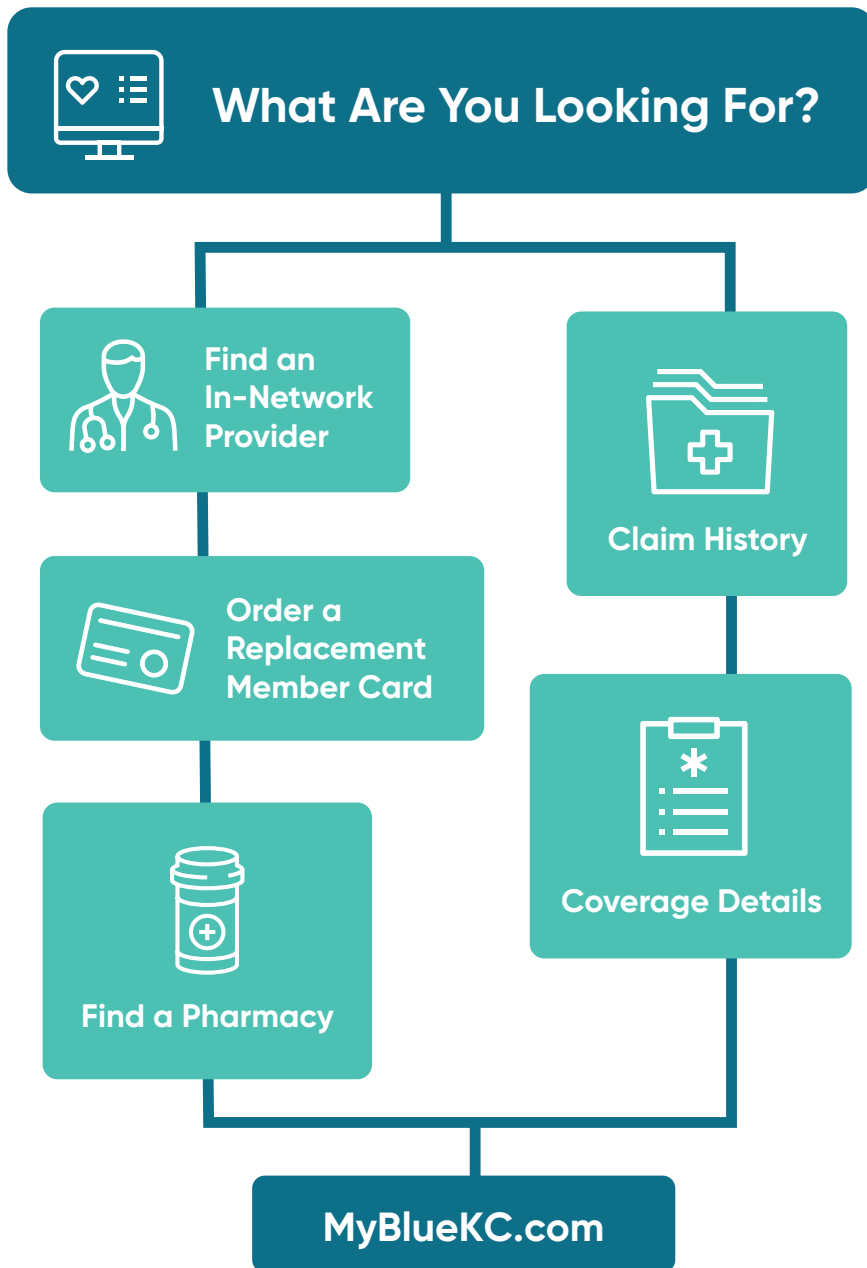 What Are You Looking For?
Find an
In-Network
Provider
Order a
Replacement
Member Card
Find a Pharmacy
Claim History
Coverage Details
MyBlueKC.com